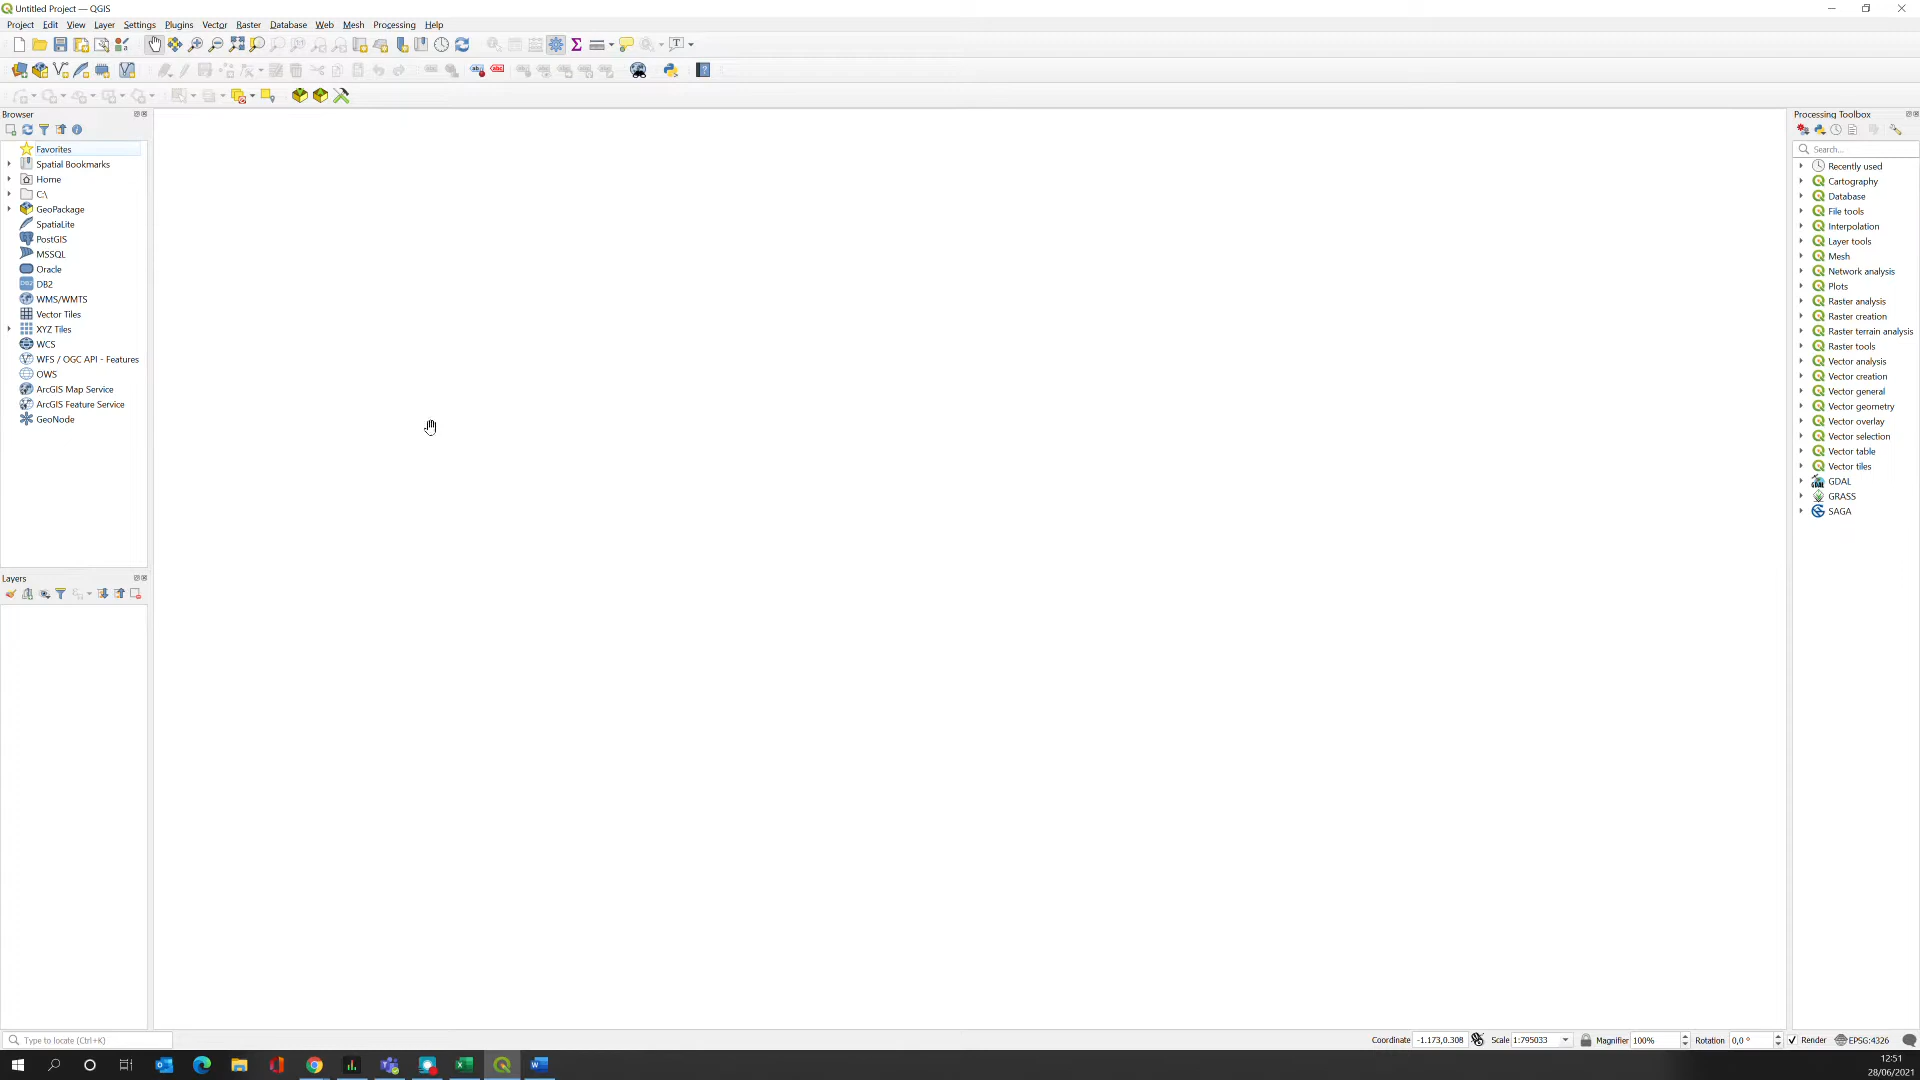 Untitled Project — QGIS
Project Edit View Layer Settings Plugins Vector Raster Database Web Mesh Processing Help
Browser
Favorites
Spatial Bookmarks
Home
C:\
GeoPackage
SpatiaLite
PostGIS
MSSQL
Oracle
DB2
WMS/WMTS
Vector Tiles
XYZ Tiles
WCS
WFS / OGC API - Features
OWS
ArcGIS Map Service
ArcGIS Feature Service
GeoNode
Layers
Processing Toolbox
Search...
Recently used
Cartography
Database
File tools
Interpolation
Layer tools
Mesh
Network analysis
Plots
Raster analysis
Raster creation
Raster terrain analysis
Raster tools
Vector analysis
Vector creation
Vector general
Vector geometry
Vector overlay
Vector selection
Vector table
Vector tiles
GDAL
GRASS
SAGA
Type to locate (Ctrl+K)
Coordinate -1.173,0.308 Scale 1:795033 Magnifier 100% Rotation 0,0 ° Render EPSG:4326
12:51
28/06/2021